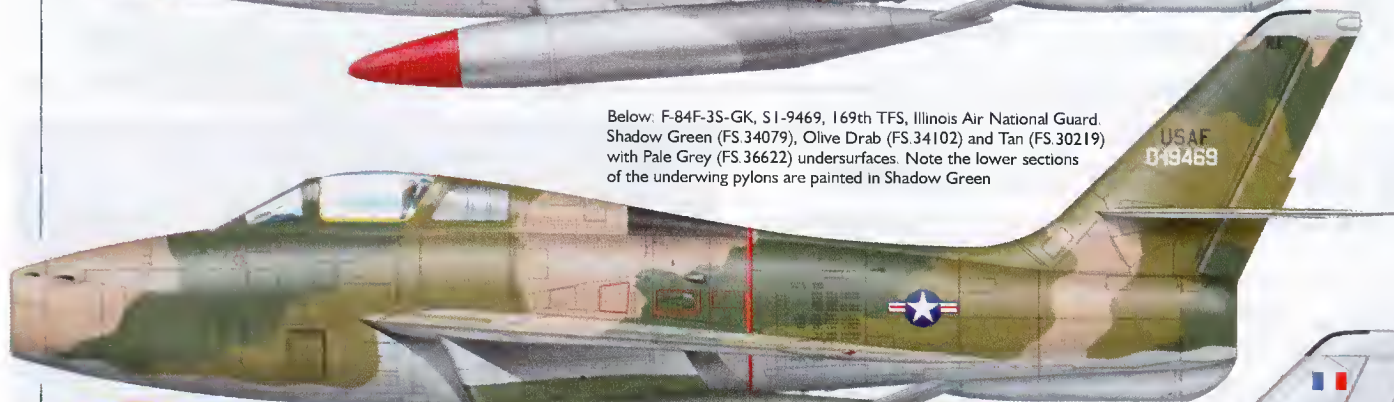 Below: F-84F-3S-GK, S1-9469, 169th TFS, Illinois Air National Guard.
Shadow Green (FS.34079), Olive Drab (FS.34102) and Tan (FS.30219)
with Pale Grey (FS.36622) undersurfaces. Note the lower sections
of the underwing pylons are painted in Shadow Green
USAF
019469